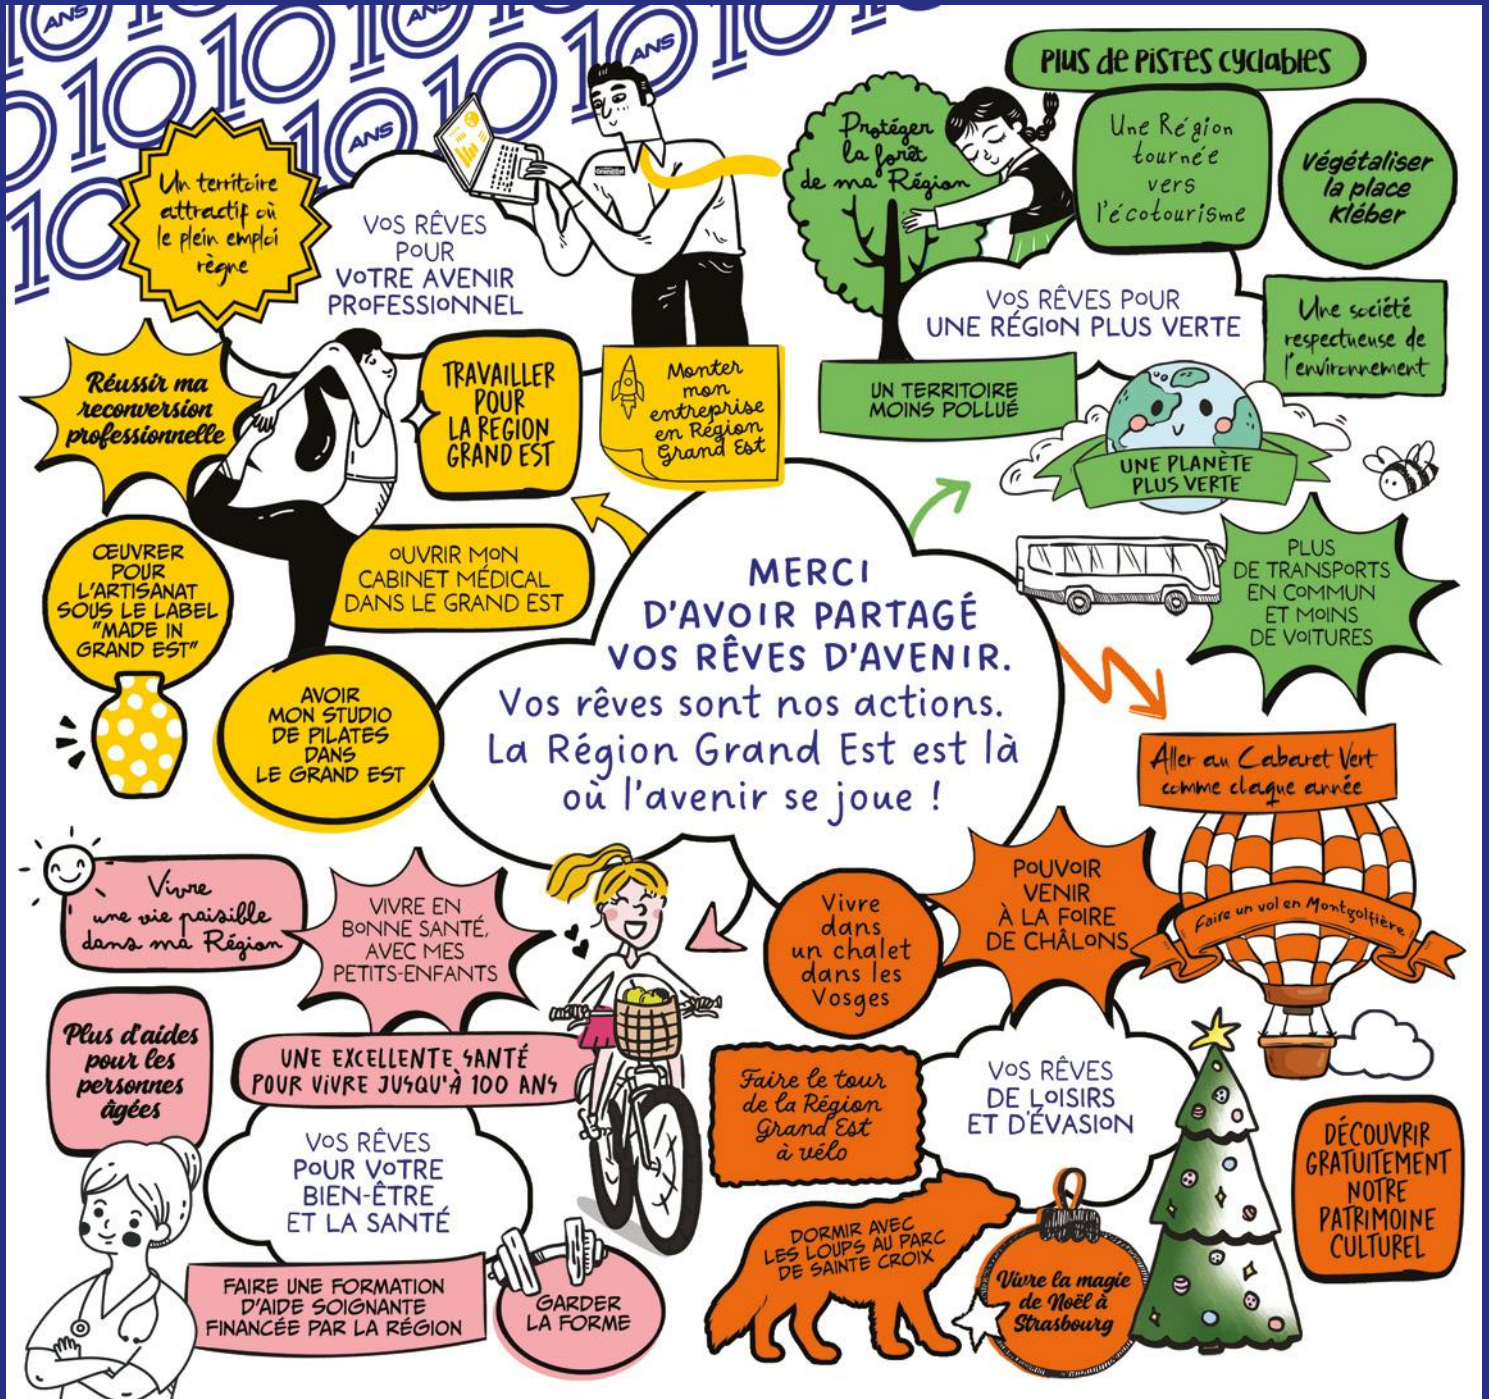 10 ANS
Un territoire
attractif où
le plein emploi
règne
VOS RÊVES
POUR
VOTRE AVENIR
PROFESSIONNEL
Grand Est
Réussir ma
reconversion
professionnelle
TRAVAILLER
POUR
LA REGION
GRAND EST
Monter
mon
entreprise
en Région
Grand Est
ŒUVRER
POUR
L'ARTISANAT
SOUS LE LABEL
"MADE IN
GRAND EST"
OUVRIR MON
CABINET MÉDICAL
DANS LE GRAND EST
AVOIR
MON STUDIO
DE PILATES
DANS
LE GRAND EST
PLUS de PISTES cyclables
Protéger
la forêt
de ma Région
Une Région
tournée
vers
l'écotourisme
Végétaliser
la place
Kléber
VOS RÊVES POUR
UNE RÉGION PLUS VERTE
Une société
respectueuse de
l'environnement
UN TERRITOIRE
MOINS POLLUÉ
UNE PLANÈTE
PLUS VERTE
PLUS
DE TRANSPORTS
EN COMMUN
ET MOINS
DE VOITURES
MERCI
D'AVOIR PARTAGÉ
VOS RÊVES D'AVENIR.
Vos rêves sont nos actions.
La Région Grand Est est là
où l'avenir se joue !
Vivre
une vie paisible
dans ma Région
VIVRE EN
BONNE SANTÉ,
AVEC MES
PETITS-ENFANTS
Plus d'aides
pour les
personnes
âgées
UNE EXCELLENTE SANTÉ
POUR VIVRE JUSQU'À 100 ANS
VOS RÊVES
POUR VOTRE
BIEN-ÊTRE
ET LA SANTÉ
FAIRE UNE FORMATION
D'AIDE SOIGNANTE
FINANCÉE PAR LA RÉGION
GARDER
LA FORME
Aller au Cabaret Vert
comme claque année
Faire un vol en Montgolfière
POUVOIR
VENIR
À LA FOIRE
DE CHÂLONS
Vivre
dans
un chalet
dans les
Vosges
VOS RÊVES
DE LOISIRS
ET D'ÉVASION
Faire le tour
de la Région
Grand Est
à vélo
DORMIR AVEC
LES LOUPS AU PARC
DE SAINTE CROIX
Vivre la magie
de Noël à
Strasbourg
DÉCOUVRIR
GRATUITEMENT
NOTRE
PATRIMOINE
CULTUREL